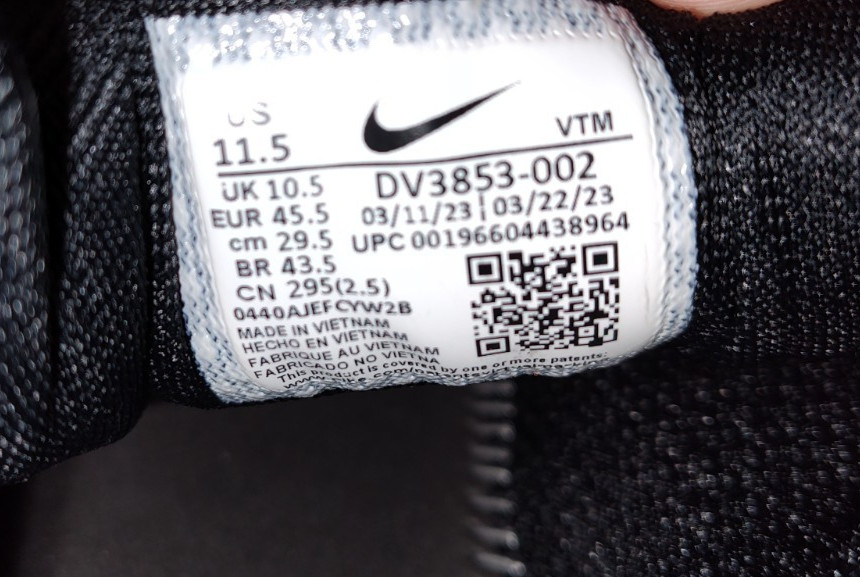 US
11.5
VTM
UK 10.5
EUR 45.5
cm 29.5
BR 43.5
CN 295(2.5)
DV3853-002
03/11/23 | 03/22/23
UPC 00196604438964
0440AJEFCYW2B
MADE IN VIETNAM
HECHO EN VIETNAM
FABRIQUE AU VIETNAM
FABRICADO NO VIETNA
This product is covered by one or more patents: